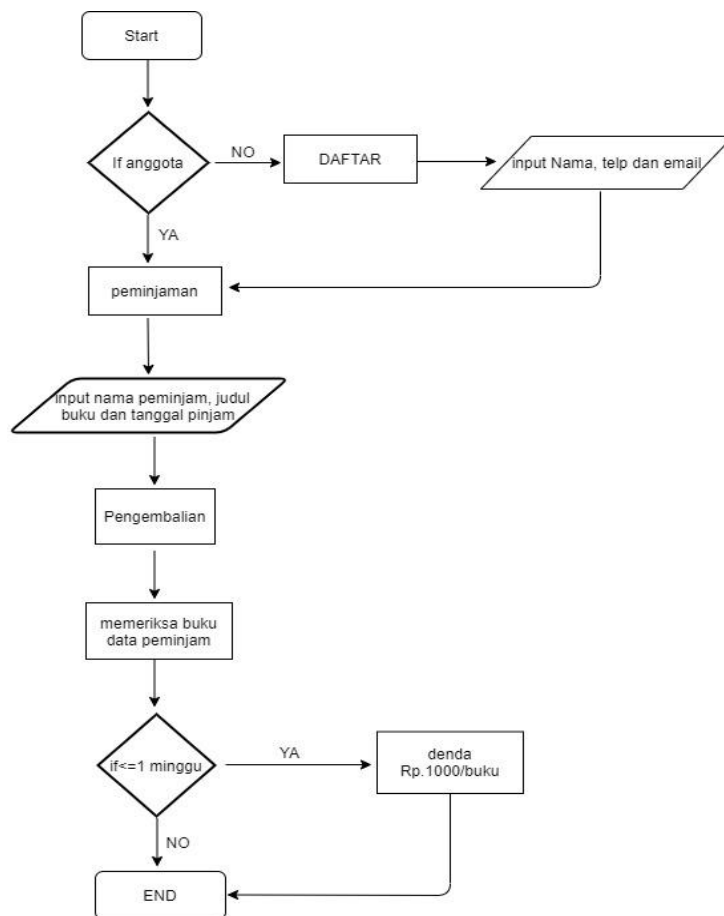 Start
If anggota
NO
DAFTAR
input Nama, telp dan email
YA
peminjaman
input nama peminjam, judul
buku dan tanggal pinjam
Pengembalian
memeriksa buku
data peminjam
if<=1 minggu
YA
denda
Rp.1000/buku
NO
END